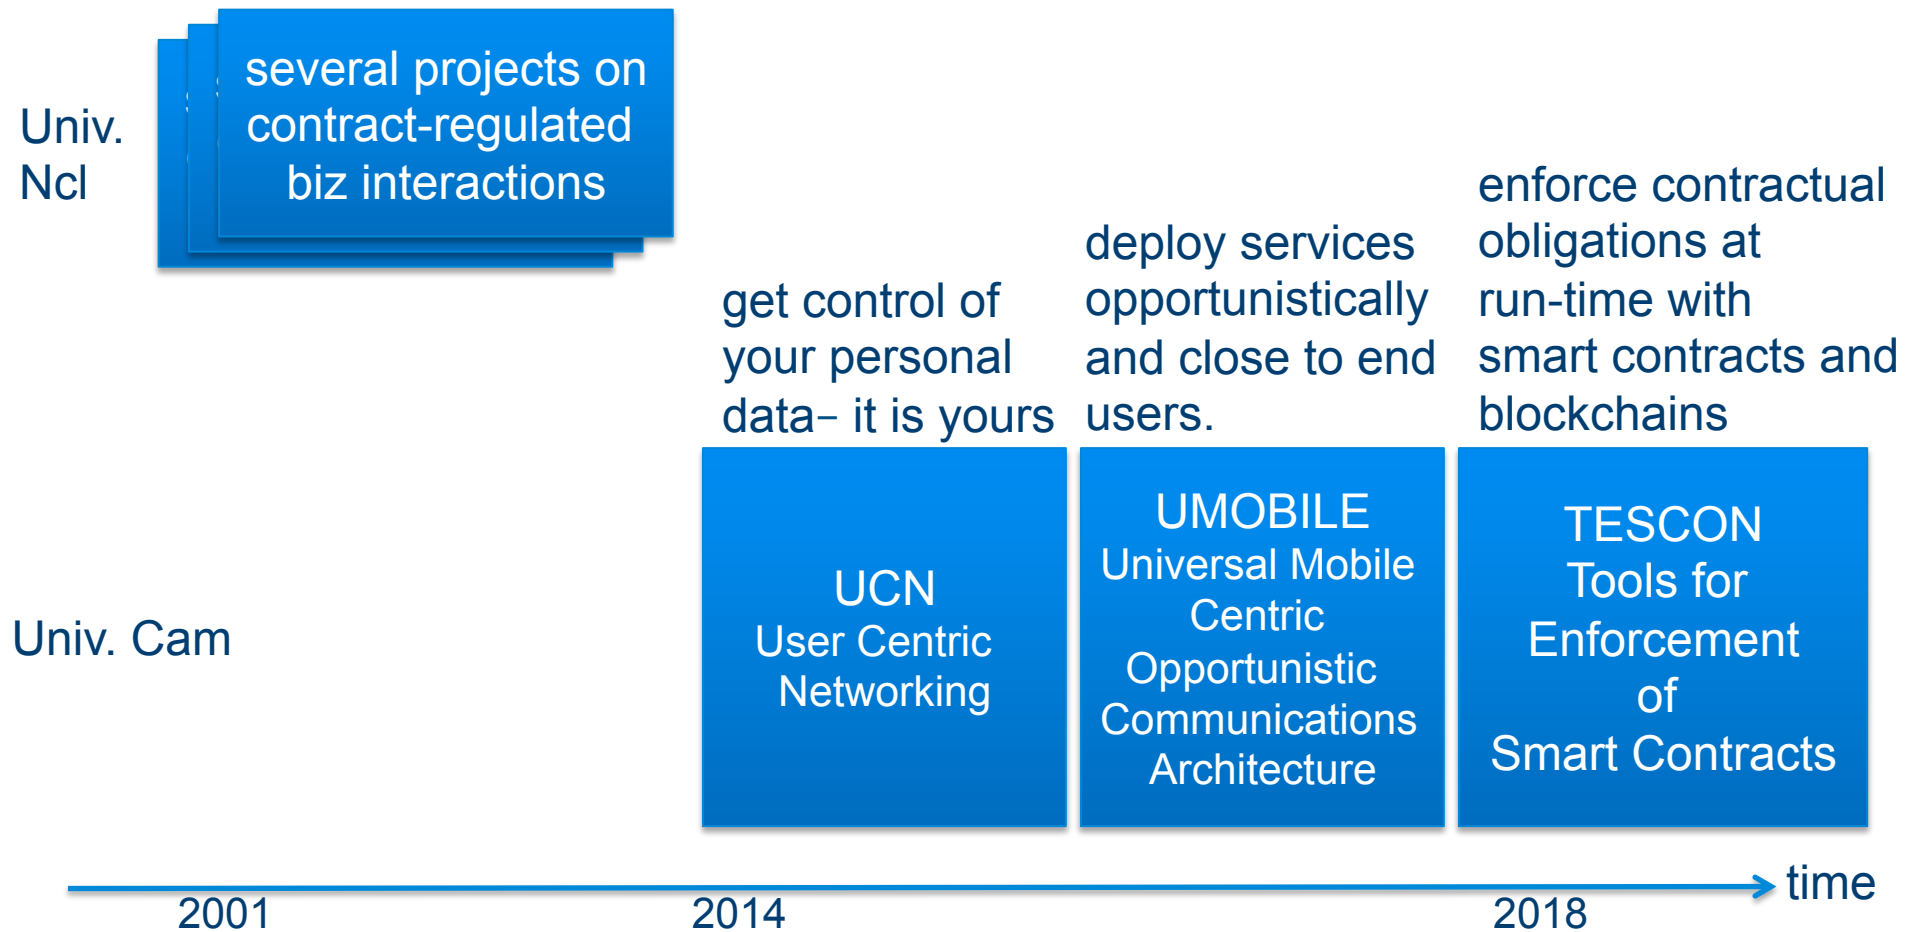 several projects on
contract-regulated
biz interactions
Univ.
Ncl
get control of
your personal
data– it is yours
deploy services
opportunistically
and close to end
users.
enforce contractual
obligations at
run-time with
smart contracts and
blockchains
Univ. Cam
UCN
User Centric
Networking
UMOBILE
Universal Mobile
Centric
Opportunistic
Communications
Architecture
TESCON
Tools for
Enforcement
of
Smart Contracts
time
2001
2014
2018